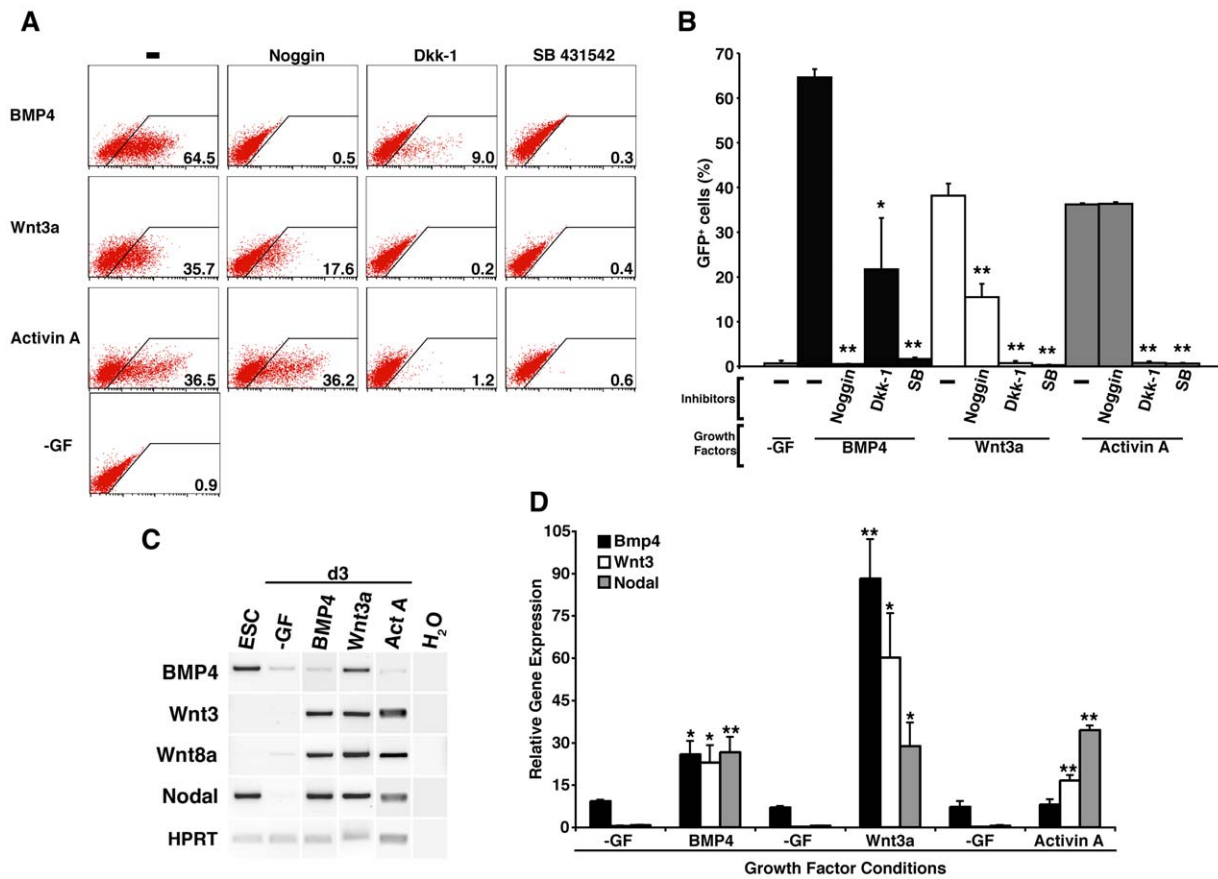 A
– Noggin Dkk-1 SB 431542
BMP4
64.5 0.5 9.0 0.3
Wnt3a
35.7 17.6 0.2 0.4
Activin A
36.5 36.2 1.2 0.6
-GF
0.9
B
GFP+ cells (%)
70
60
50
40
30
20
10
0
* ** ** ** ** ** ** **
Inhibitors
– – Noggin Dkk-1 SB – Noggin Dkk-1 SB – Noggin Dkk-1 SB
Growth
Factors
-GF BMP4 Wnt3a Activin A
C
d3
ESC -GF BMP4 Wnt3a Act A H2O
BMP4
Wnt3
Wnt8a
Nodal
HPRT
D
Relative Gene Expression
105
90
75
60
45
30
15
0
Bmp4
Wnt3
Nodal
* * ** ** * * ** **
-GF BMP4 -GF Wnt3a -GF Activin A
Growth Factor Conditions